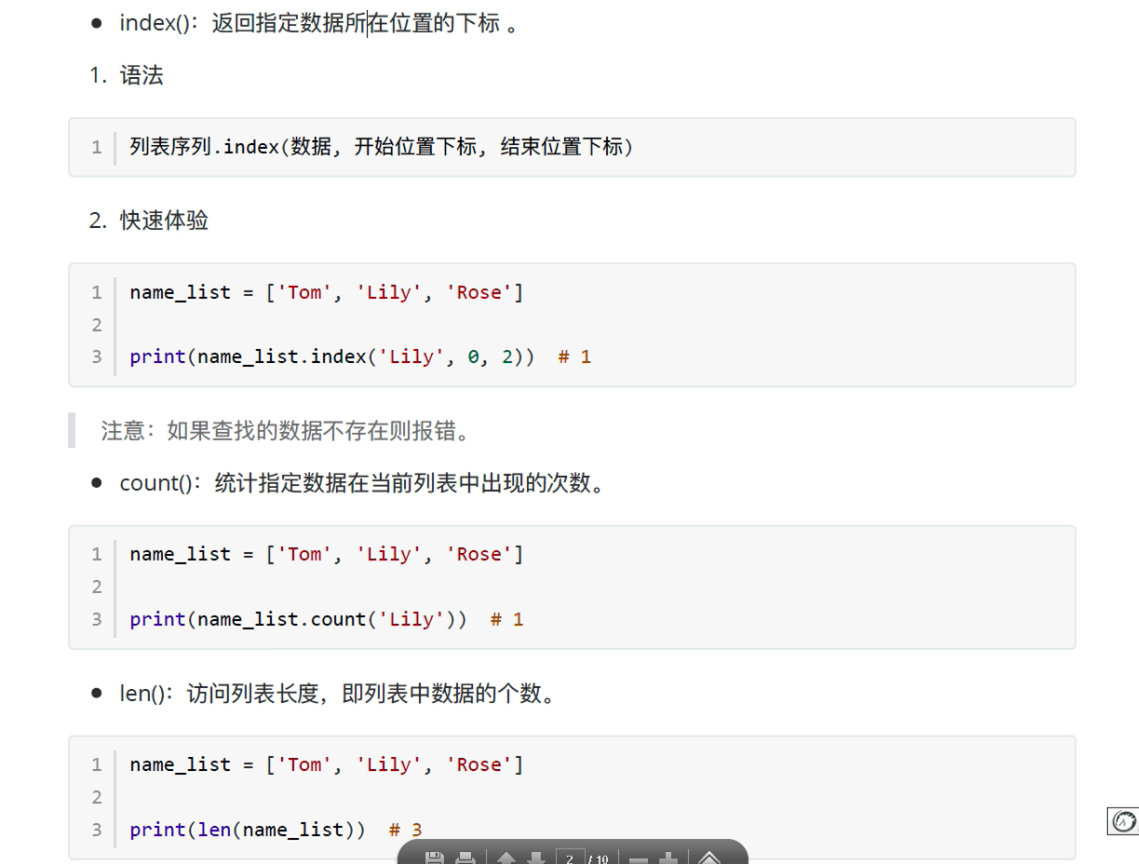 index()：返回指定数据所在位置的下标 。
1. 语法
1 列表序列.index(数据, 开始位置下标, 结束位置下标)
2. 快速体验
1 name_list = ['Tom', 'Lily', 'Rose']
2
3 print(name_list.index('Lily', 0, 2))  # 1
注意：如果查找的数据不存在则报错。
count()：统计指定数据在当前列表中出现的次数。
1 name_list = ['Tom', 'Lily', 'Rose']
2
3 print(name_list.count('Lily'))  # 1
len()：访问列表长度，即列表中数据的个数。
1 name_list = ['Tom', 'Lily', 'Rose']
2
3 print(len(name_list))  # 3
2 / 10